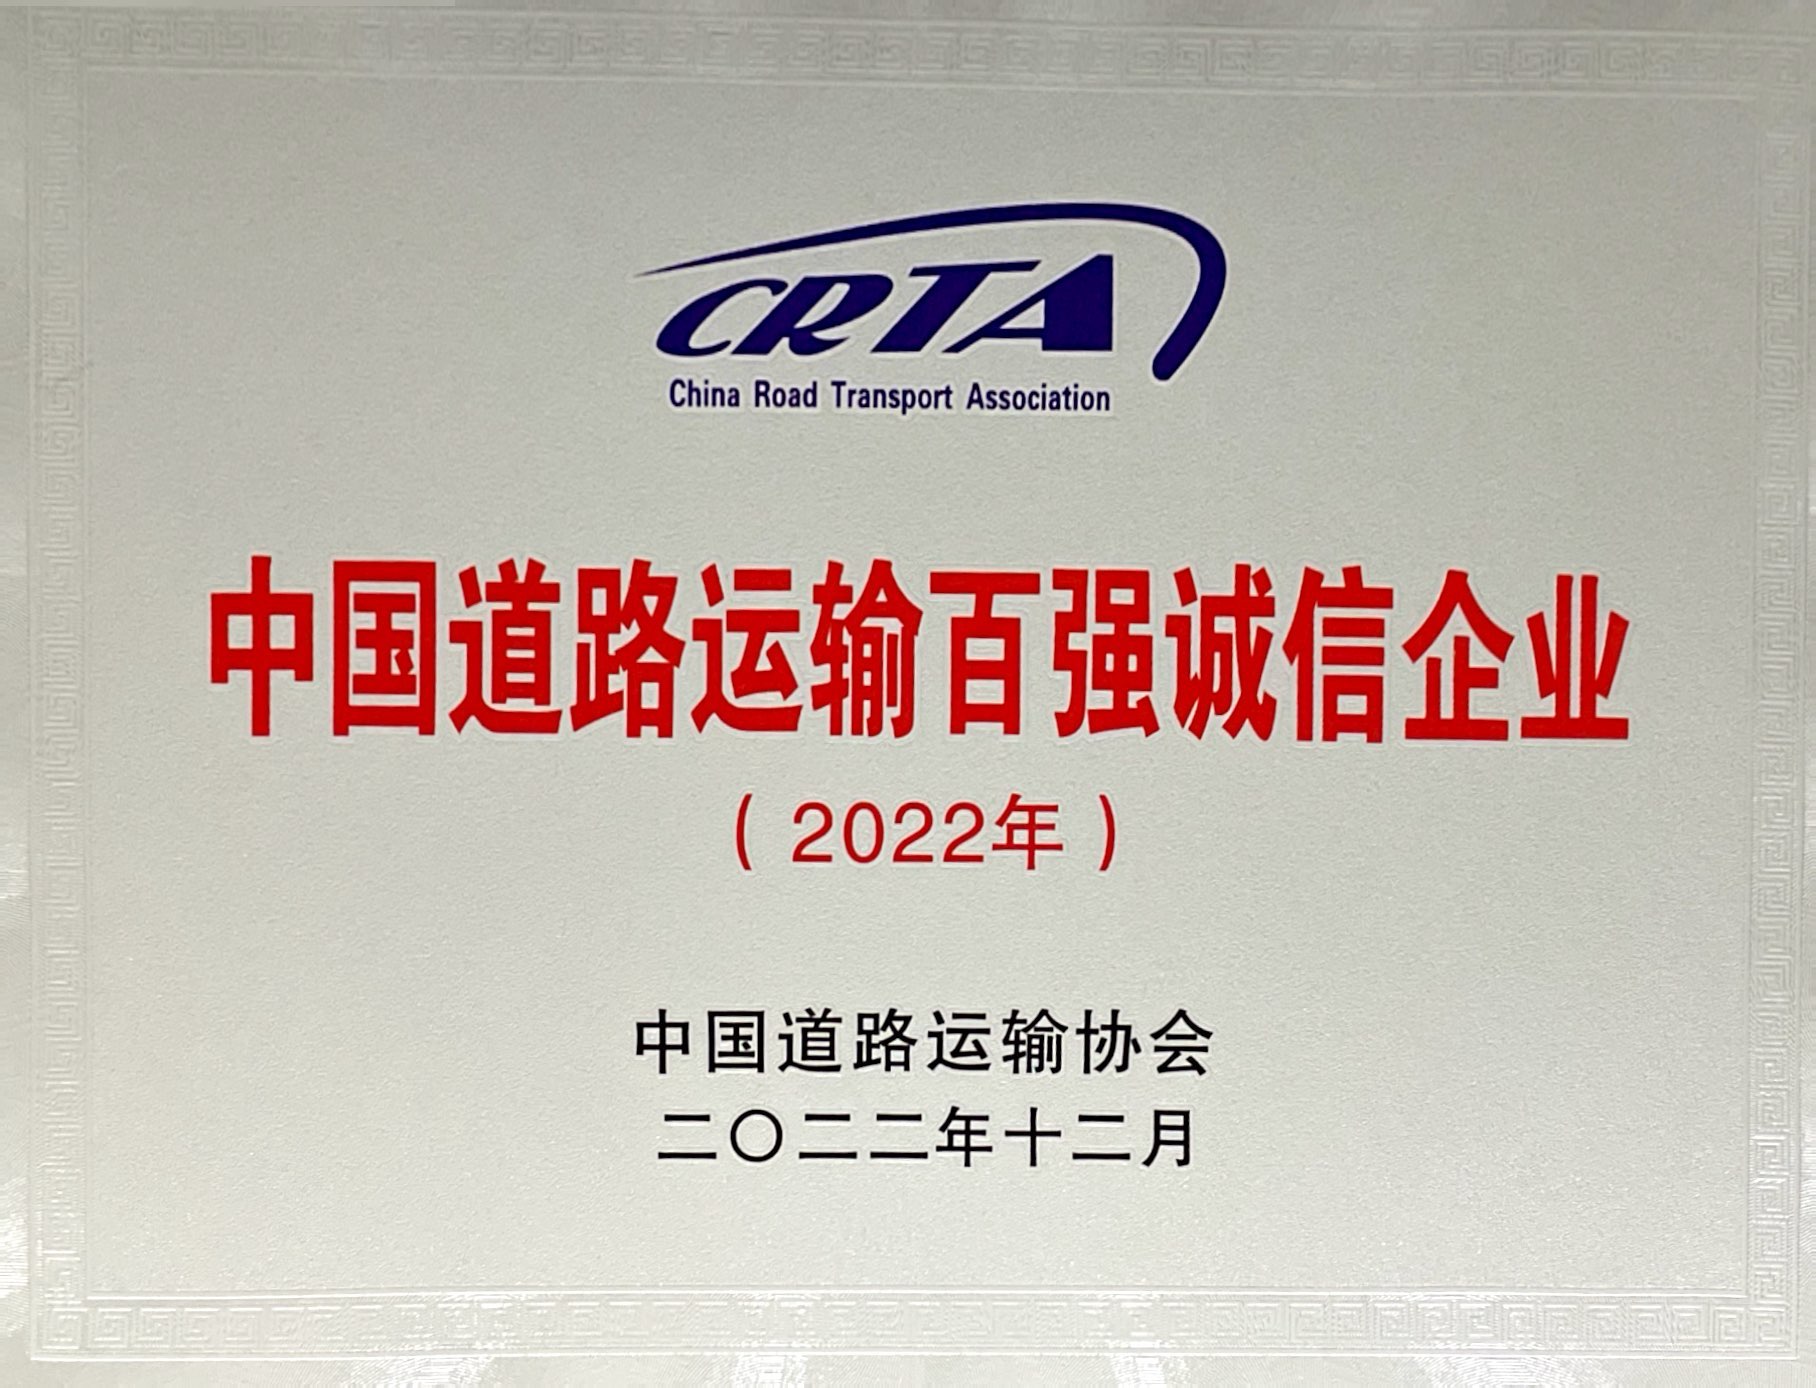 CRTA
China Road Transport Association
中国道路运输百强诚信企业
（2022年）
中国道路运输协会
二〇二二年十二月